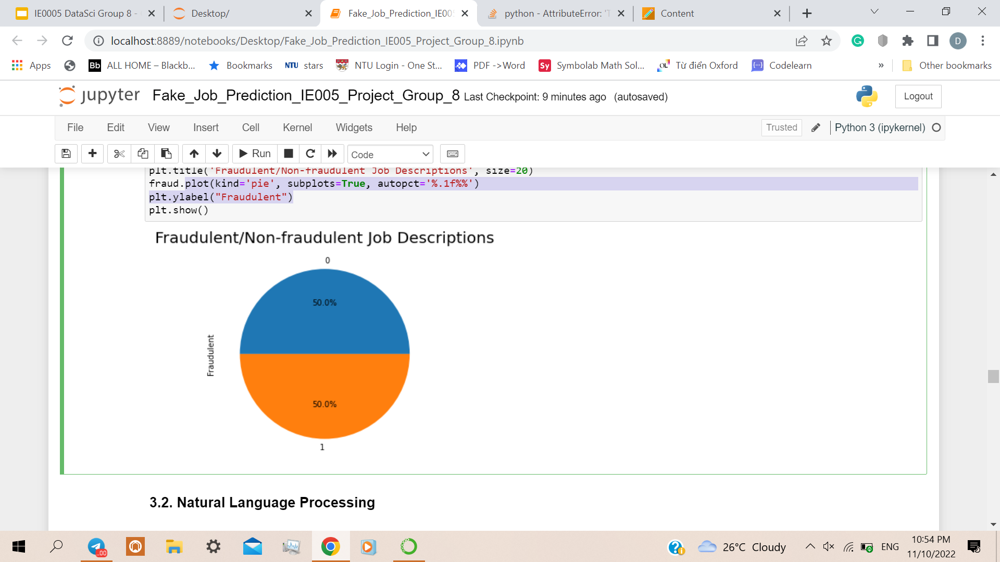 IE0005 DataSci Group 8 -
Desktop/
Fake_Job_Prediction_IE00
python - AttributeError: 'T
Content
localhost:8889/notebooks/Desktop/Fake_Job_Prediction_IE005_Project_Group_8.ipynb
D
Apps
Bb ALL HOME – Blackb...
Bookmarks
NTU stars
NTU Login - One St...
PDF ->Word
Sy Symbolab Math Sol...
OL Từ điển Oxford
Codelearn
»
Other bookmarks
jupyter Fake_Job_Prediction_IE005_Project_Group_8 Last Checkpoint: 9 minutes ago (autosaved)
Logout
File Edit View Insert Cell Kernel Widgets Help
Trusted
Python 3 (ipykernel)
Run
Code
plt.title('Fraudulent/Non-fraudulent Job Descriptions', size=20)
fraud.plot(kind='pie', subplots=True, autopct='%.1f%%')
plt.ylabel("Fraudulent")
plt.show()
Fraudulent/Non-fraudulent Job Descriptions
0
50.0%
Fraudulent
50.0%
1
3.2. Natural Language Processing
26°C Cloudy
ENG
10:54 PM
11/10/2022